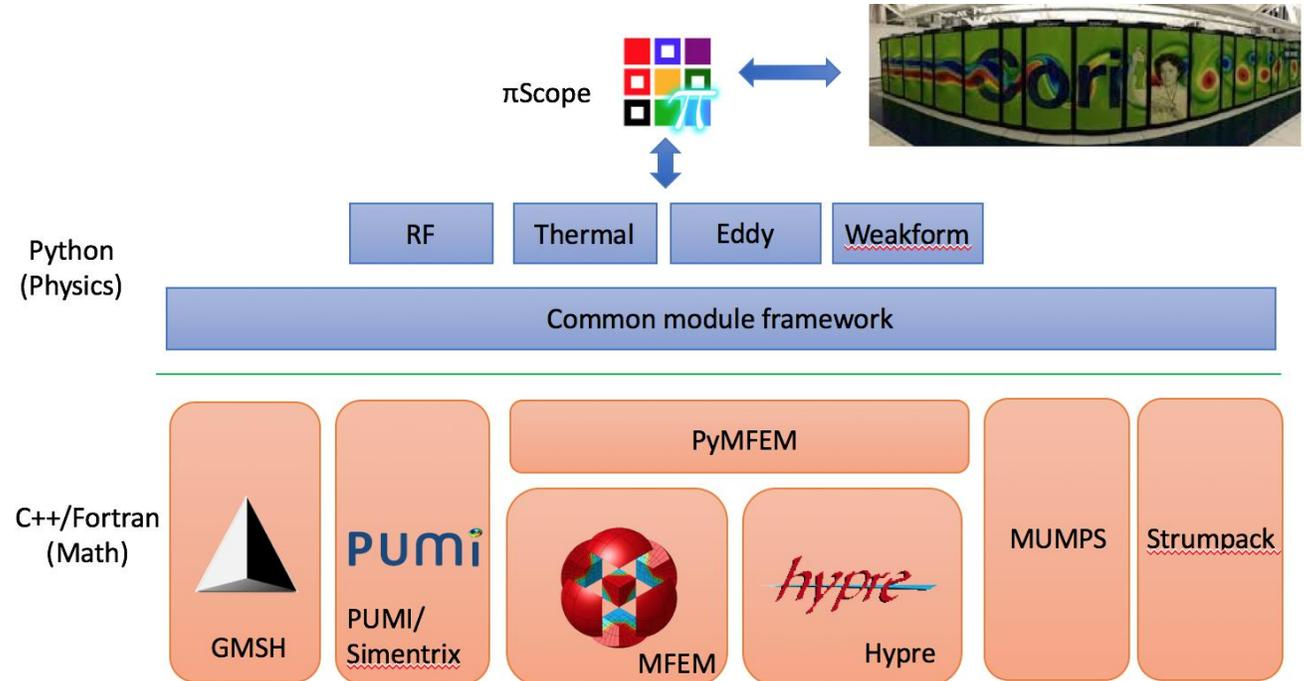 πScope
Cori
RF
Thermal
Eddy
Weakform
Python
(Physics)
Common module framework
PyMFEM
C++/Fortran
(Math)
PUMi
PUMI/
Simentrix
GMSH
MFEM
hypre
Hypre
MUMPS
Strumpack